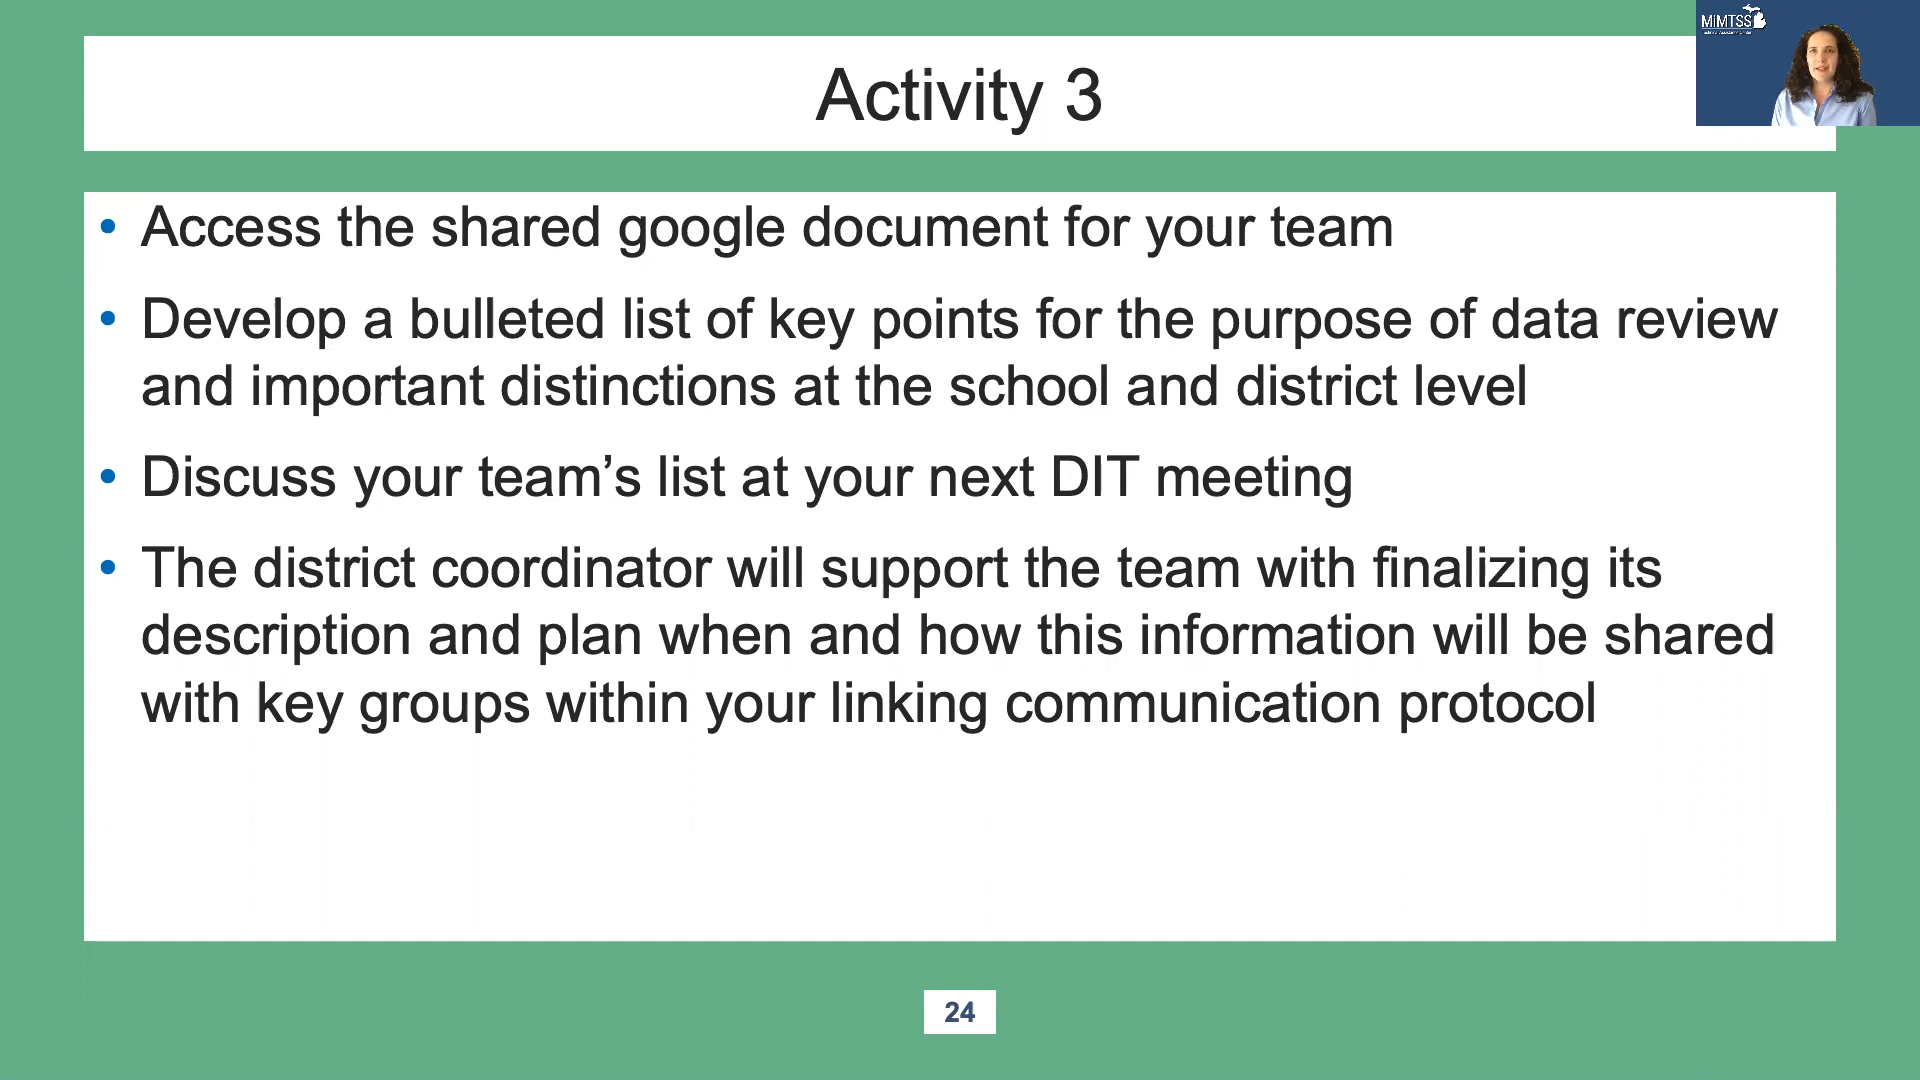 MiMTSS
Technical Assistance Center
Activity 3
• Access the shared google document for your team
• Develop a bulleted list of key points for the purpose of data review
and important distinctions at the school and district level
• Discuss your team’s list at your next DIT meeting
• The district coordinator will support the team with finalizing its
description and plan when and how this information will be shared
with key groups within your linking communication protocol
24